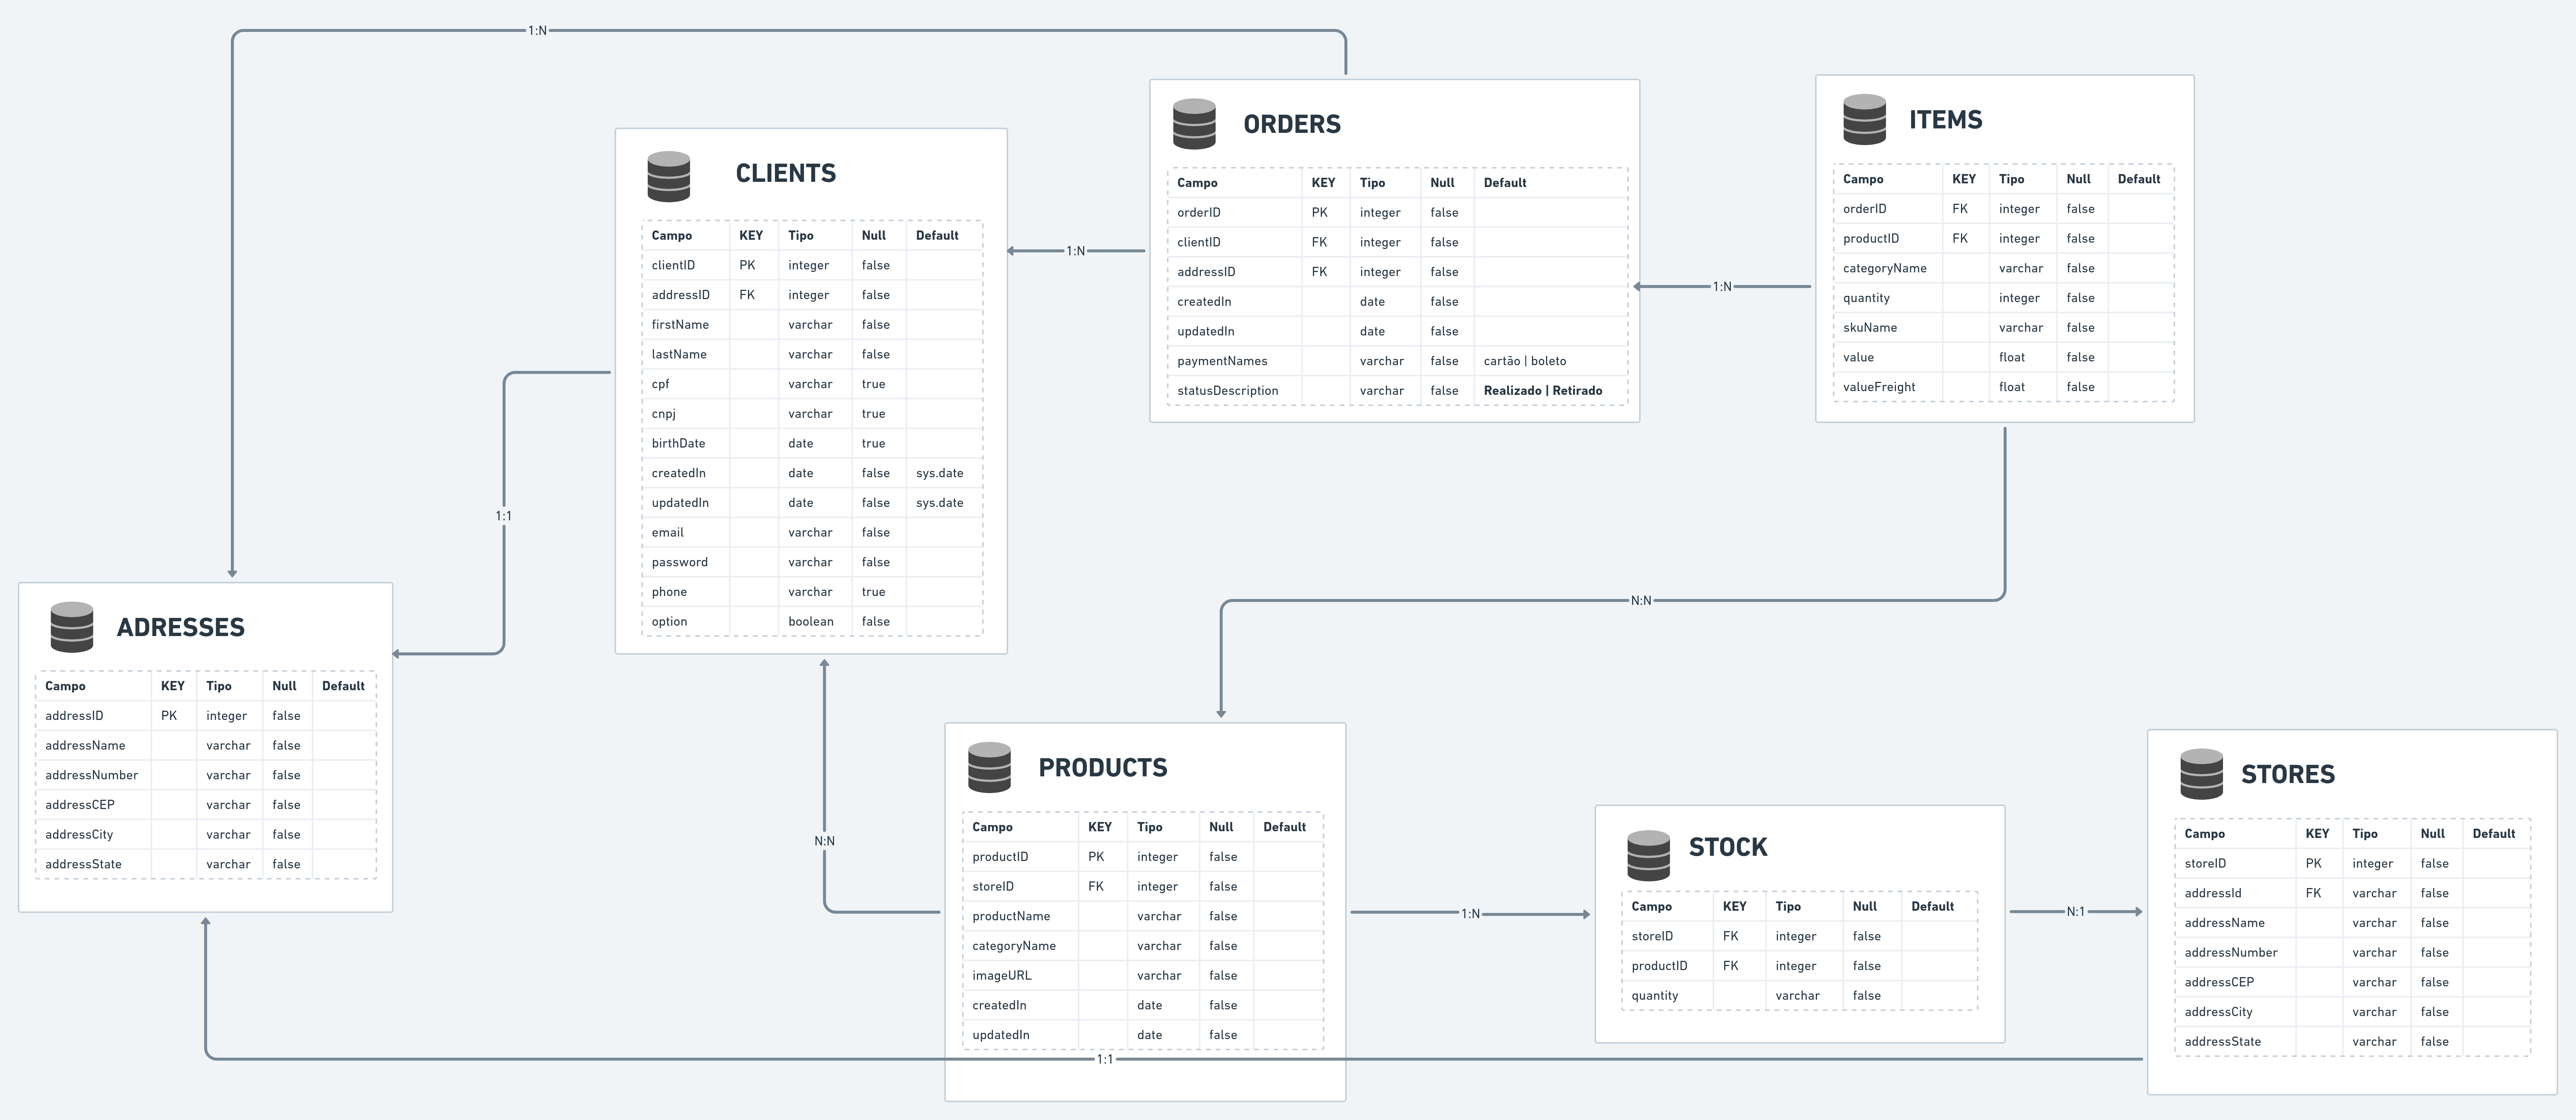 1:N
ORDERS
Campo KEY Tipo Null Default
orderID PK integer false
clientID FK integer false
addressID FK integer false
createdIn date false
updatedIn date false
paymentNames varchar false cartão | boleto
statusDescription varchar false Realizado | Retirado
ITEMS
Campo KEY Tipo Null Default
orderID FK integer false
productID FK integer false
categoryName varchar false
quantity integer false
skuName varchar false
value float false
valueFreight float false
CLIENTS
Campo KEY Tipo Null Default
clientID PK integer false
addressID FK integer false
firstName varchar false
lastName varchar false
cpf varchar true
cnpj varchar true
birthDate date true
createdIn date false sys.date
updatedIn date false sys.date
email varchar false
password varchar false
phone varchar true
option boolean false
1:N
1:N
1:1
N:N
ADRESSES
Campo KEY Tipo Null Default
addressID PK integer false
addressName varchar false
addressNumber varchar false
addressCEP varchar false
addressCity varchar false
addressState varchar false
N:N
PRODUCTS
Campo KEY Tipo Null Default
productID PK integer false
storeID FK integer false
productName varchar false
categoryName varchar false
imageURL varchar false
createdIn date false
updatedIn date false
1:N
STOCK
Campo KEY Tipo Null Default
storeID FK integer false
productID FK integer false
quantity varchar false
N:1
STORES
Campo KEY Tipo Null Default
storeID PK integer false
addressId FK varchar false
addressName varchar false
addressNumber varchar false
addressCEP varchar false
addressCity varchar false
addressState varchar false
1:1